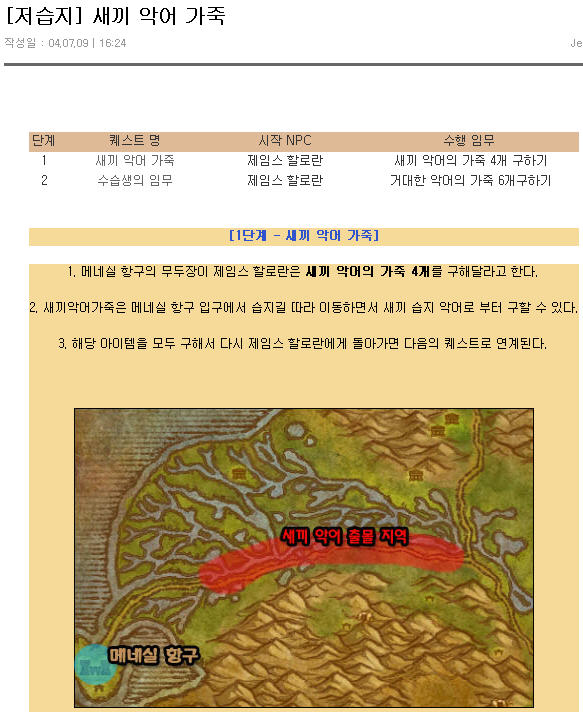 [저습지] 새끼 악어 가죽
작성일 : 04.07.09 | 16:24 Je
단계 퀘스트 명 시작 NPC 수행 임무
1 새끼 악어 가죽 제임스 할로란 새끼 악어의 가죽 4개 구하기
2 수습생의 임무 제임스 할로란 거대한 악어의 가죽 6개구하기
[1단계 - 새끼 악어 가죽]
1. 메네실 항구의 무두장이 제임스 할로란은 새끼 악어의 가죽 4개를 구해달라고 한다.
2. 새끼악어가죽은 메네실 항구 입구에서 습지길 따라 이동하면서 새끼 습지 악어로 부터 구할 수 있다.
3. 해당 아이템을 모두 구해서 다시 제임스 할로란에게 돌아가면 다음의 퀘스트로 연계된다.
새끼 악어 출몰 지역
메네실 항구